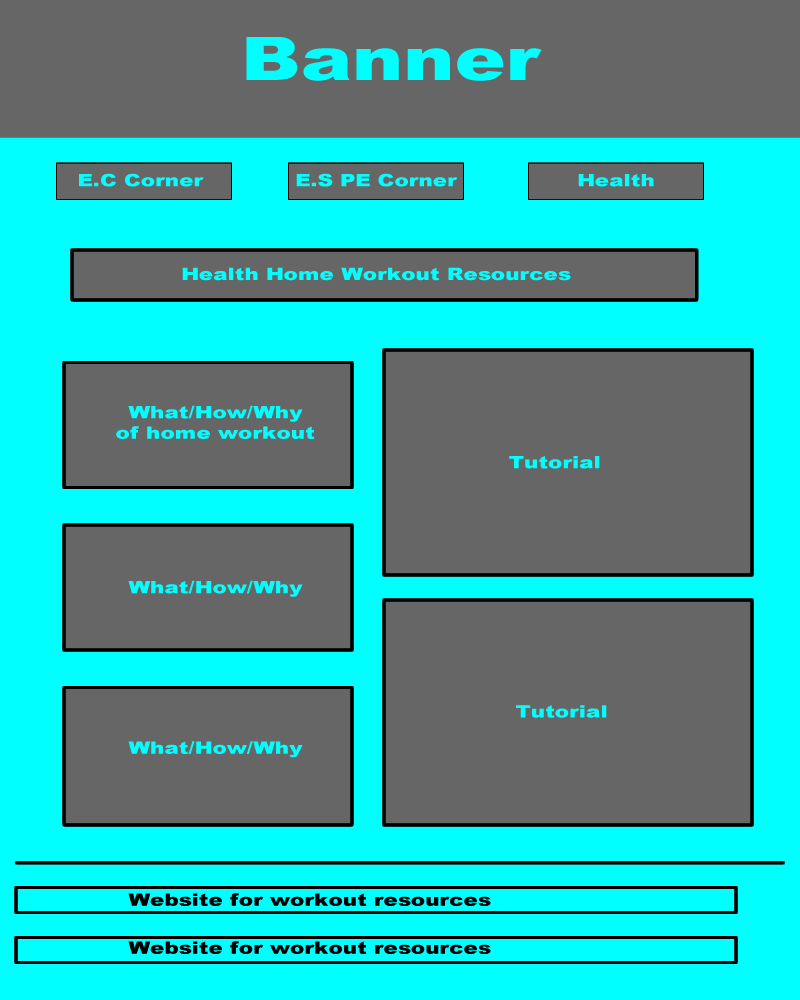 Banner
E.C Corner
E.S PE Corner
Health
Health Home Workout Resources
What/How/Why
of home workout
Tutorial
What/How/Why
Tutorial
What/How/Why
Website for workout resources
Website for workout resources